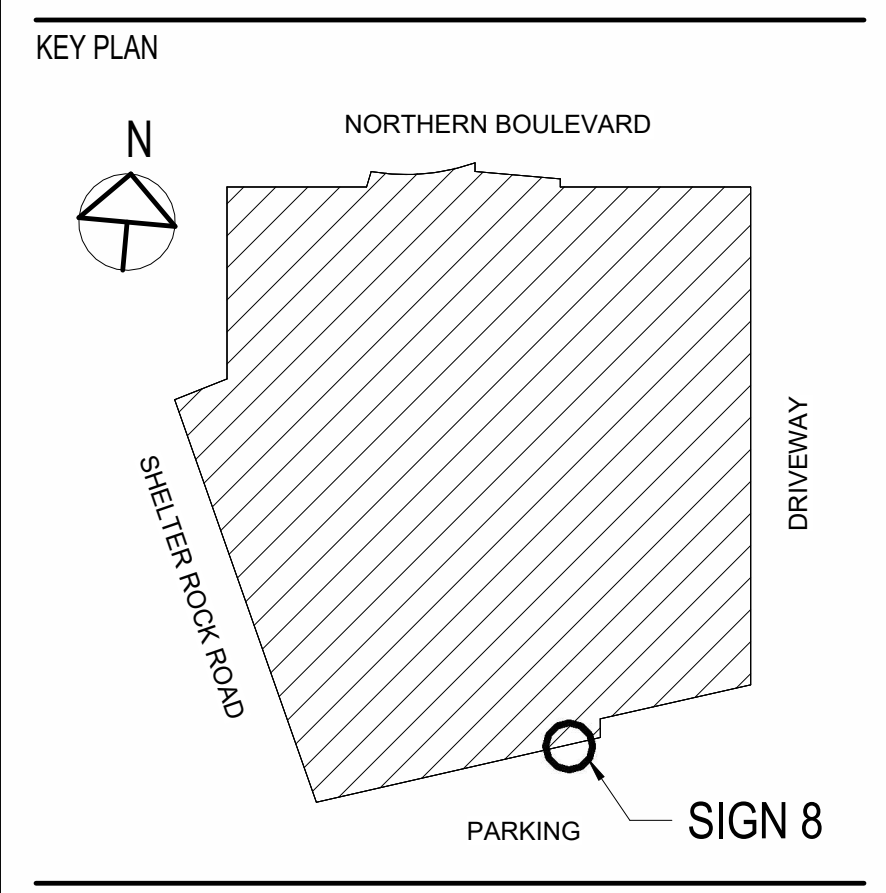 KEY PLAN
N
NORTHERN BOULEVARD
DRIVEWAY
SHELTER ROCK ROAD
PARKING
SIGN 8